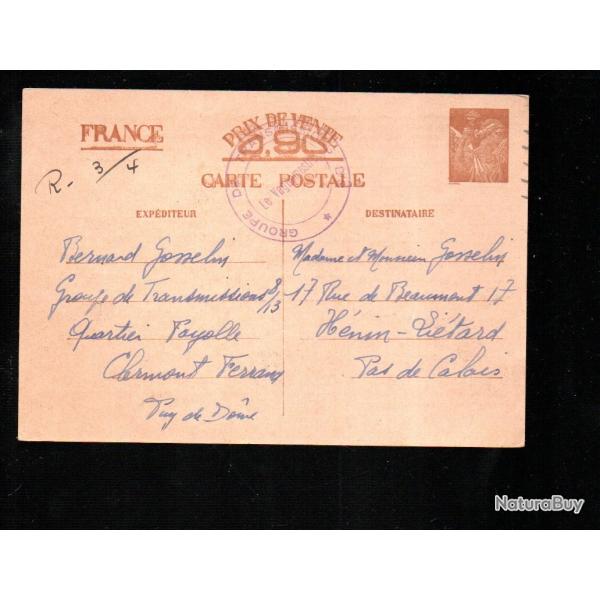 FRANCE
PRIX DE VENTE
0,90
CARTE POSTALE
R- 3/4
GROUPE D
EXPÉDITEUR
Bernard Gosselin
Groupe de Transmissions 8/13
Quartier Fayolle
Clermont Ferrand
Puy de Dôme
DESTINATAIRE
Madame et Monsieur Gosselin
17 Rue de Beaumont 17
Hénin-Liétard
Pas de Calais
NaturaBuy